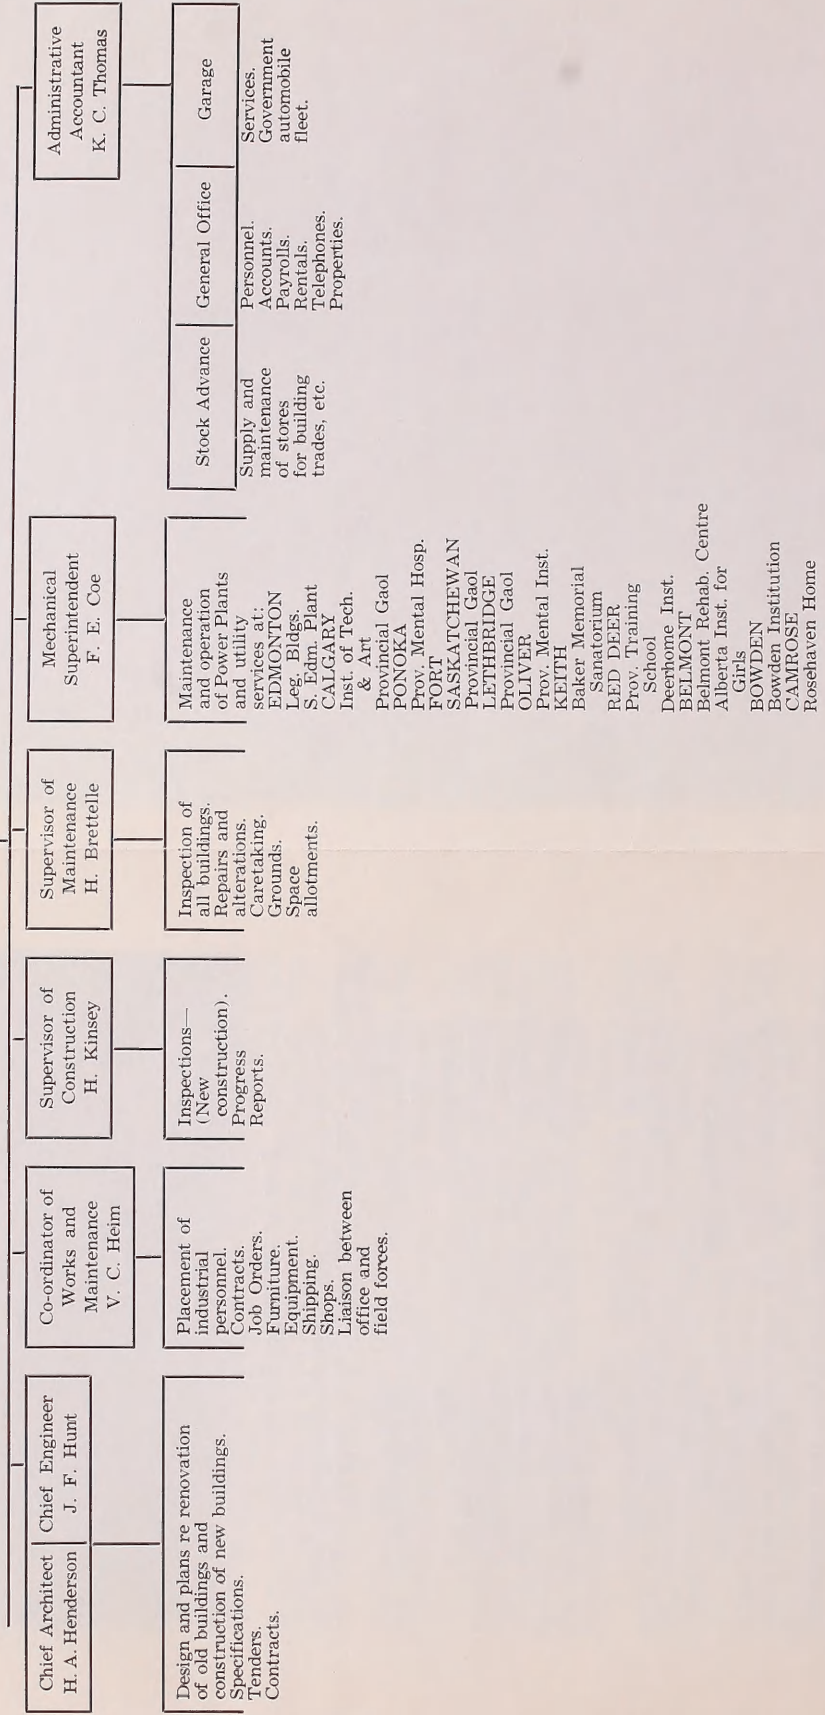 Chief Architect
H. A. Henderson
Chief Engineer
J. F. Hunt
Design and plans re renovation
of old buildings and
construction of new buildings.
Specifications.
Tenders.
Contracts.
Co-ordinator of
Works and
Maintenance
V. C. Heim
Placement of
industrial
personnel.
Contracts.
Job Orders.
Furniture.
Equipment.
Shipping.
Shops.
Liaison between
office and
field forces.
Supervisor of
Construction
H. Kinsey
Inspections—
(New
construction).
Progress
Reports.
Supervisor of
Maintenance
H. Brettelle
Inspection of
all buildings.
Repairs and
alterations.
Caretaking.
Grounds.
Space
allotments.
Mechanical
Superintendent
F. E. Coe
Maintenance
and operation
of Power Plants
and utility
services at:
EDMONTON
Leg. Bldgs.
S. Edm. Plant
CALGARY
Inst. of Tech.
& Art
Provincial Gaol
PONOKA
Prov. Mental Hosp.
FORT
SASKATCHEWAN
Provincial Gaol
LETHBRIDGE
Provincial Gaol
OLIVER
Prov. Mental Inst.
KEITH
Baker Memorial
Sanatorium
RED DEER
Prov. Training
School
Deerhome Inst.
BELMONT
Belmont Rehab. Centre
Alberta Inst. for
Girls
BOWDEN
Bowden Institution
CAMROSE
Rosehaven Home
Administrative
Accountant
K. C. Thomas
Stock Advance
Supply and
maintenance
of stores
for building
trades, etc.
General Office
Personnel.
Accounts.
Payrolls.
Rentals.
Telephones.
Properties.
Garage
Services.
Government
automobile
fleet.